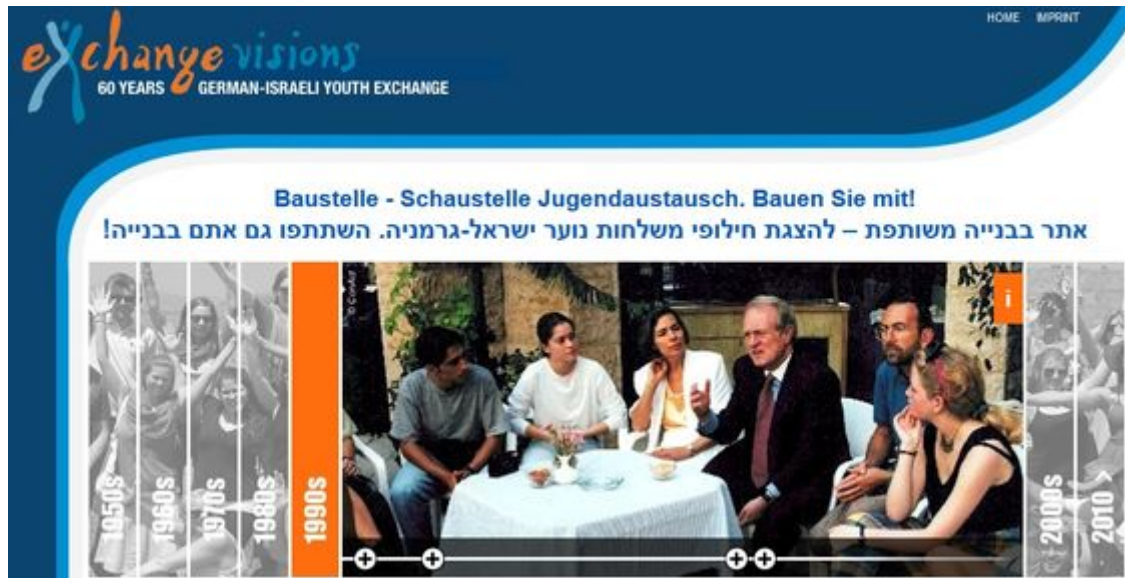 HOME IMPRINT
exchange visions
60 YEARS GERMAN-ISRAELI YOUTH EXCHANGE
Baustelle - Schaustelle Jugendaustausch. Bauen Sie mit!
אתר בבנייה משותפת – להצגת חילופי משלחות נוער ישראל-גרמניה. השתתפו גם אתם בבנייה!
© ConAct
i
1950s
1960s
1970s
1980s
1990s
2000s
2010 >